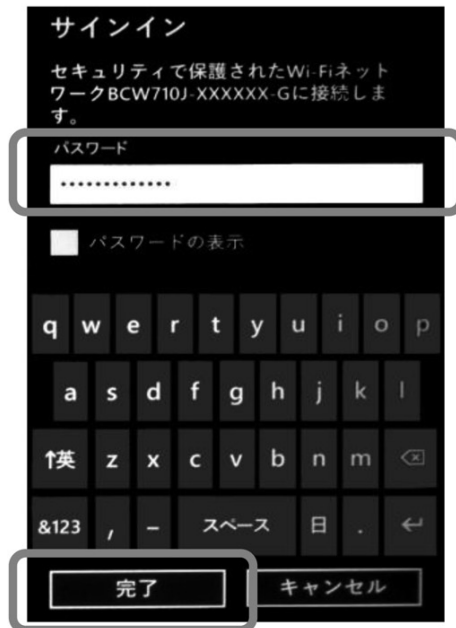 サインイン
セキュリティで保護されたWi-Fiネット
ワークBCW710J-XXXXXX-Gに接続しま
す。
パスワード
•••••••••••••
パスワードの表示
q w e r t y u i o p
a s d f g h j k l
↑英 z x c v b n m
&123 , – スペース 日 .
完了 キャンセル